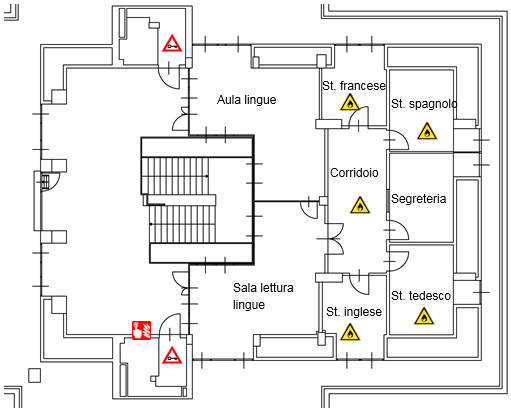 St. francese
Aula lingue
St. spagnolo
Corridoio
Segreteria
Sala lettura
lingue
St. tedesco
St. inglese